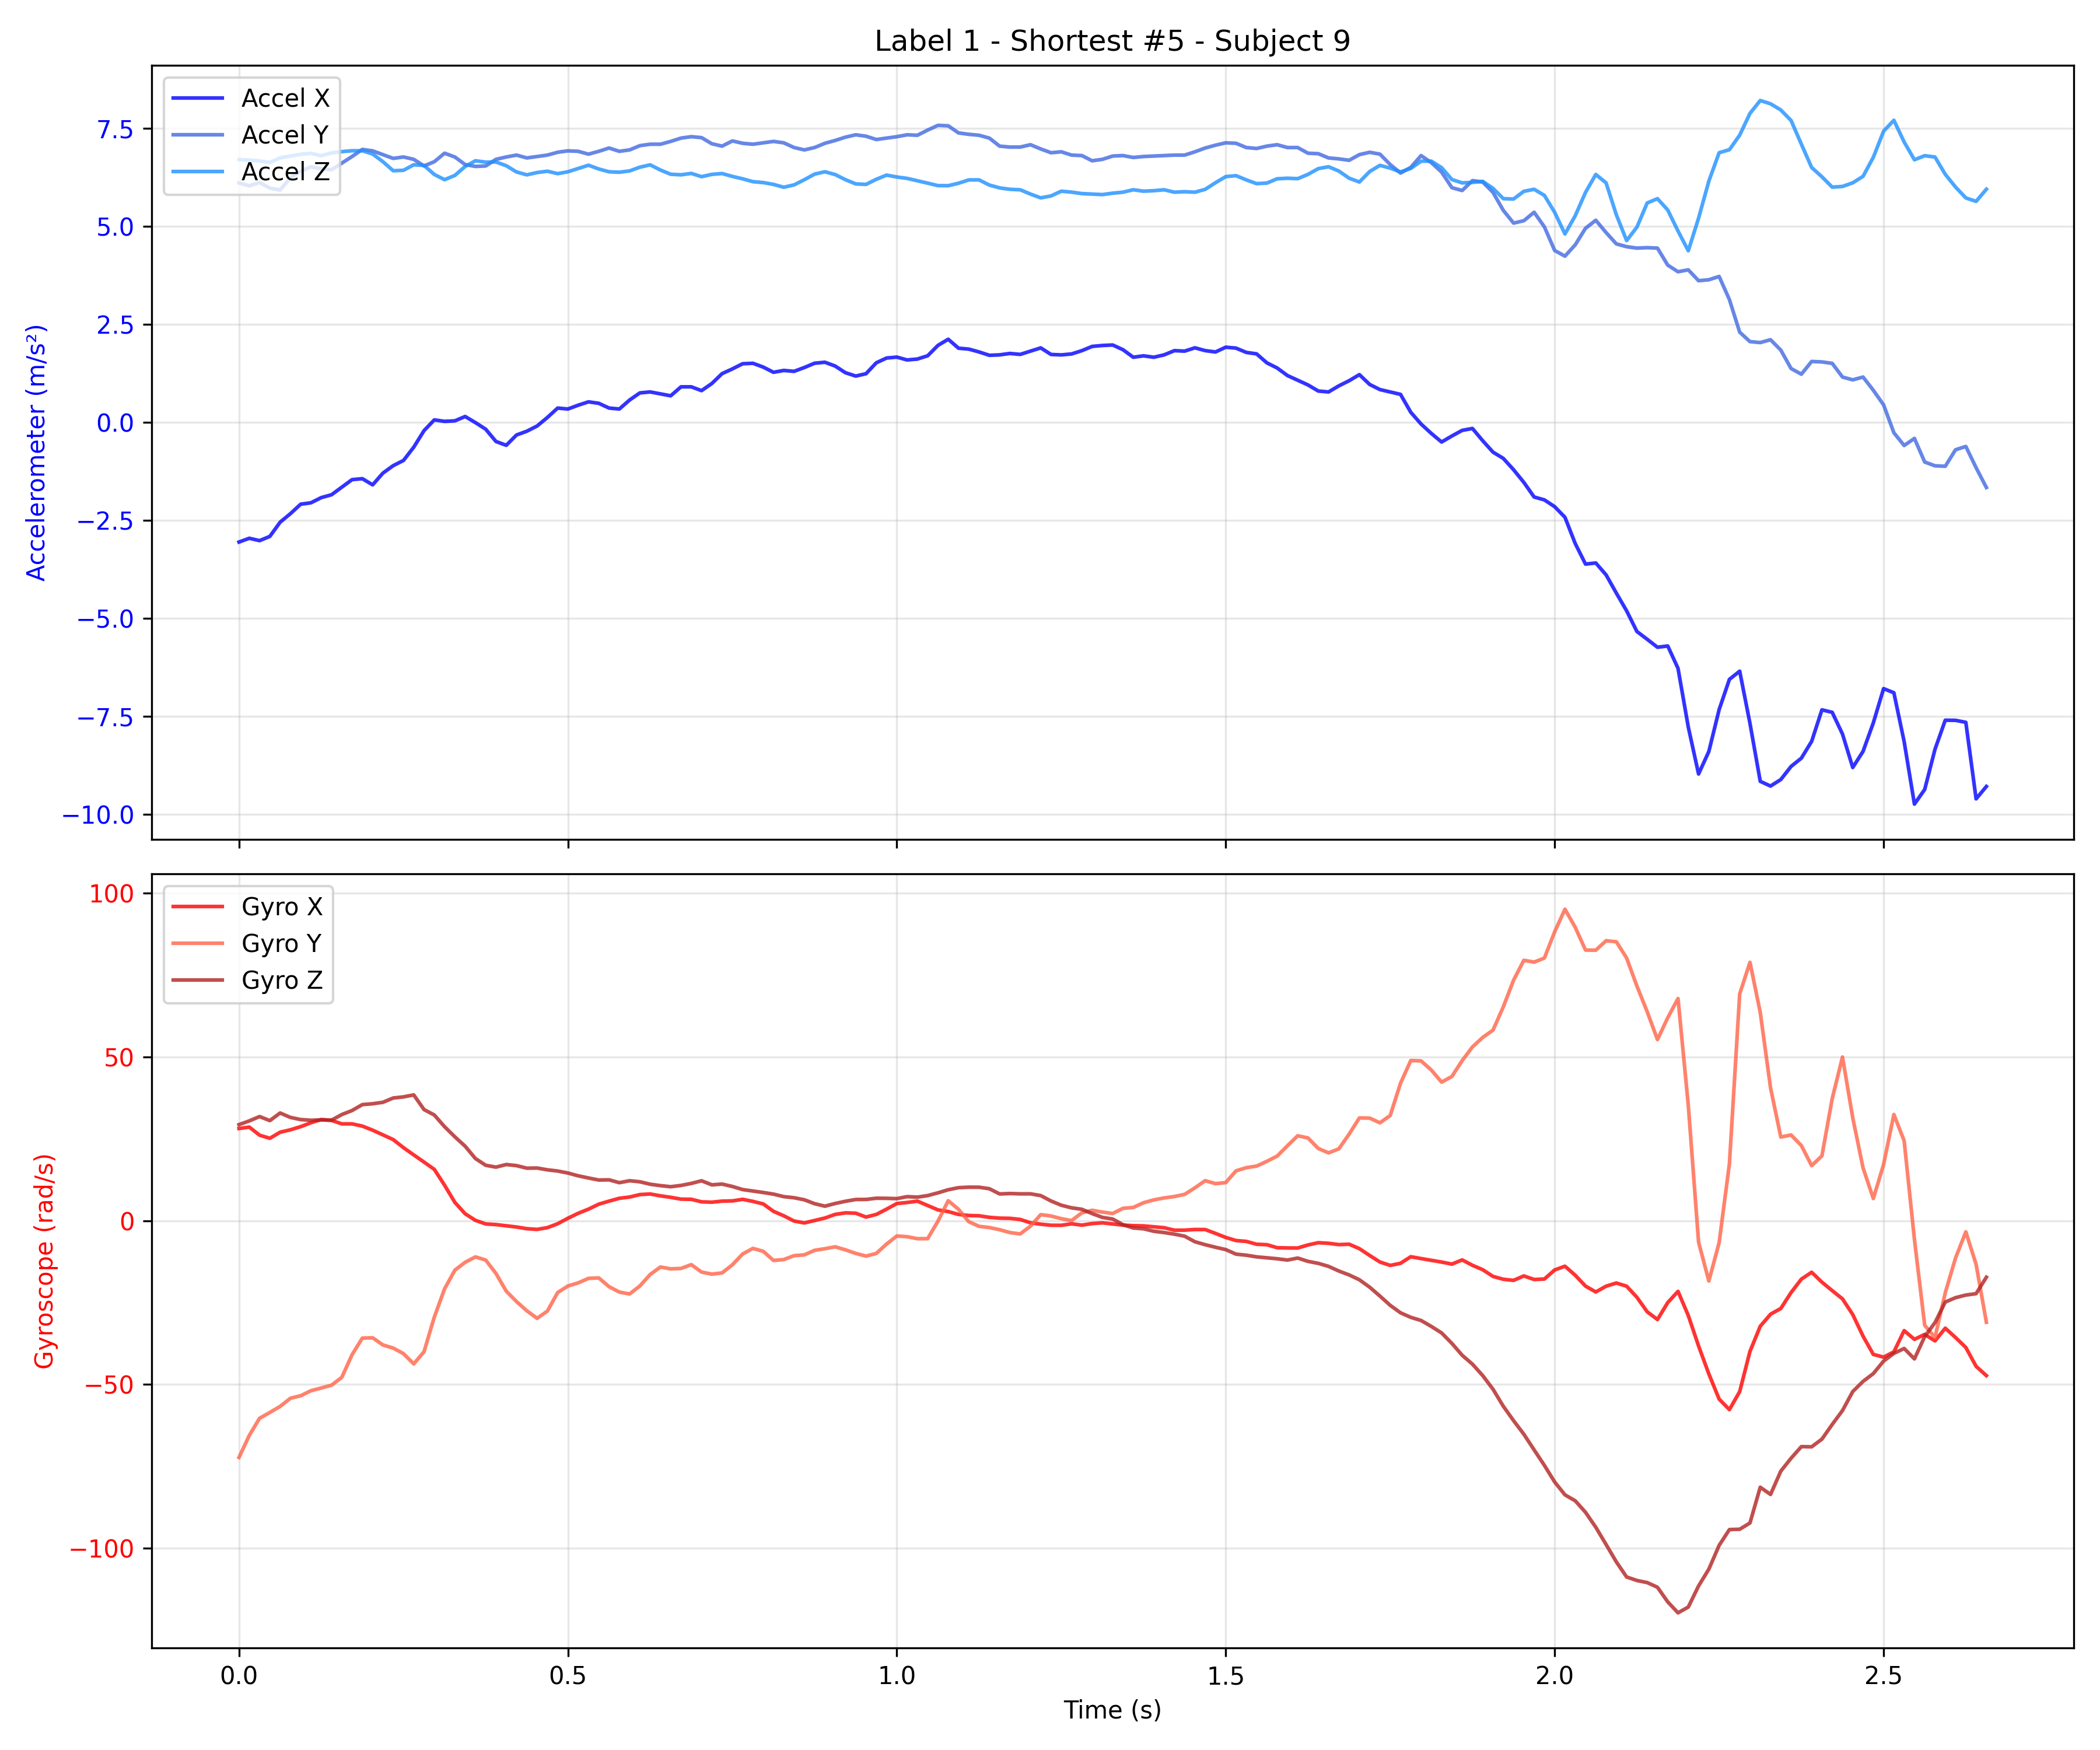 Label 1 - Shortest #5 - Subject 9
Accel X
Accel Y
Accel Z
7.5
5.0
2.5
0.0
−2.5
−5.0
−7.5
−10.0
Accelerometer (m/s²)
Gyro X
Gyro Y
Gyro Z
100
50
0
−50
−100
Gyroscope (rad/s)
0.0 0.5 1.0 1.5 2.0 2.5
Time (s)